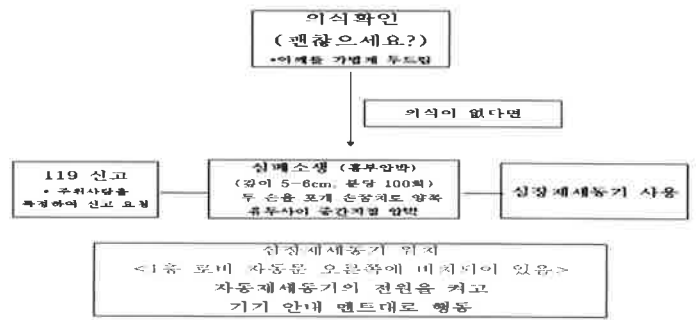 의식확인
(괜찮으세요?)
•어깨를 가볍게 두드림
의식이 없다면
119 신고
• 주위사람을
특정하여 신고 요청
심폐소생 (흉부압박)
(깊이 5-6cm, 분당 100회)
두 손을 포개 손꿈치로 양쪽
유두사이 중간지점 압박
심장재세동기 사용
심장재세동기 위치
<1층 로비 자동문 오른쪽에 비치되어 있음>
자동재세동기의 전원을 켜고
기기 안내 멘트대로 행동